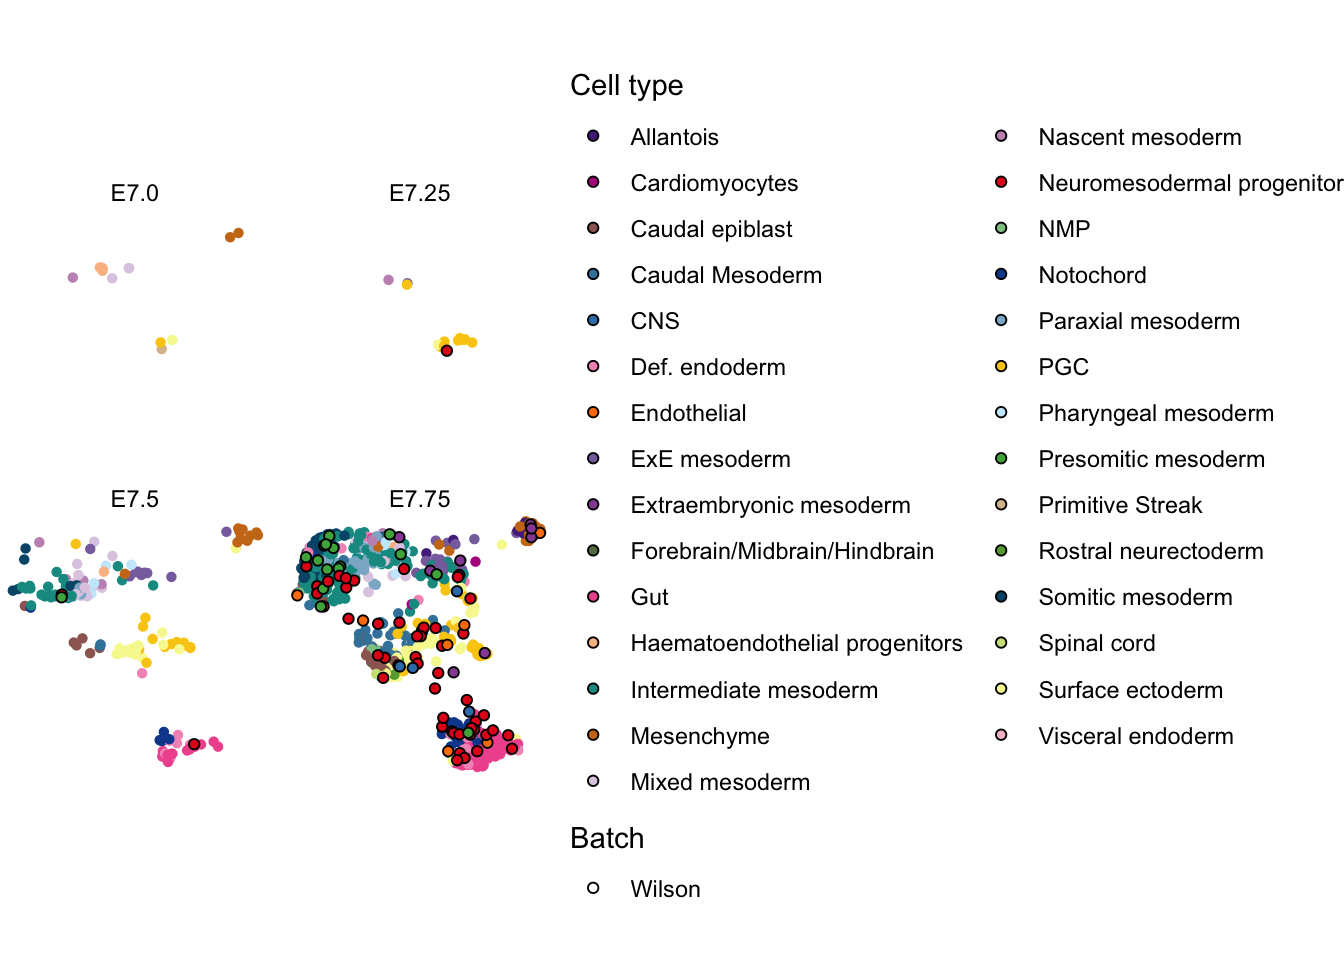 E7.0
E7.25
E7.5
E7.75
Cell type
Allantois
Cardiomyocytes
Caudal epiblast
Caudal Mesoderm
CNS
Def. endoderm
Endothelial
ExE mesoderm
Extraembryonic mesoderm
Forebrain/Midbrain/Hindbrain
Gut
Haematoendothelial progenitors
Intermediate mesoderm
Mesenchyme
Mixed mesoderm
Nascent mesoderm
Neuromesodermal progenitor
NMP
Notochord
Paraxial mesoderm
PGC
Pharyngeal mesoderm
Presomitic mesoderm
Primitive Streak
Rostral neurectoderm
Somitic mesoderm
Spinal cord
Surface ectoderm
Visceral endoderm
Batch
Wilson